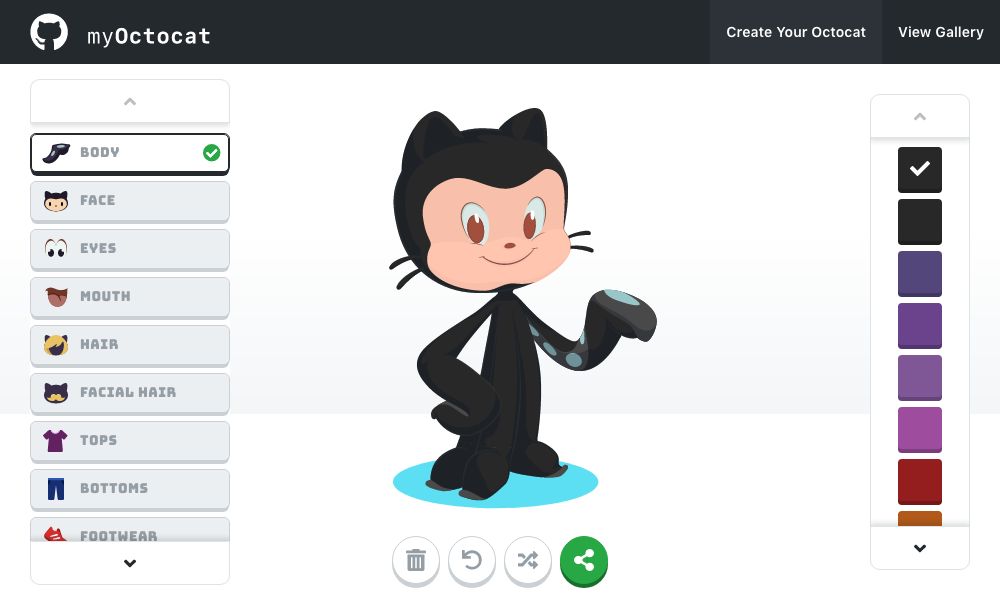 myOctocat
Create Your Octocat
View Gallery
BODY
FACE
EYES
MOUTH
HAIR
FACIAL HAIR
TOPS
BOTTOMS
FOOTWEAR